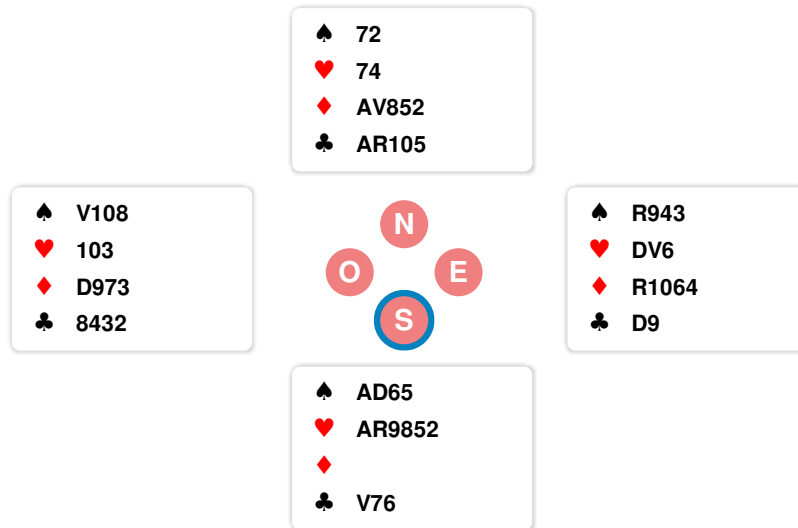 ♠ 72
♥ 74
♦ AV852
♣ AR105
♠ V108
♥ 103
♦ D973
♣ 8432
N
O
E
S
♠ R943
♥ DV6
♦ R1064
♣ D9
♠ AD65
♥ AR9852
♦
♣ V76